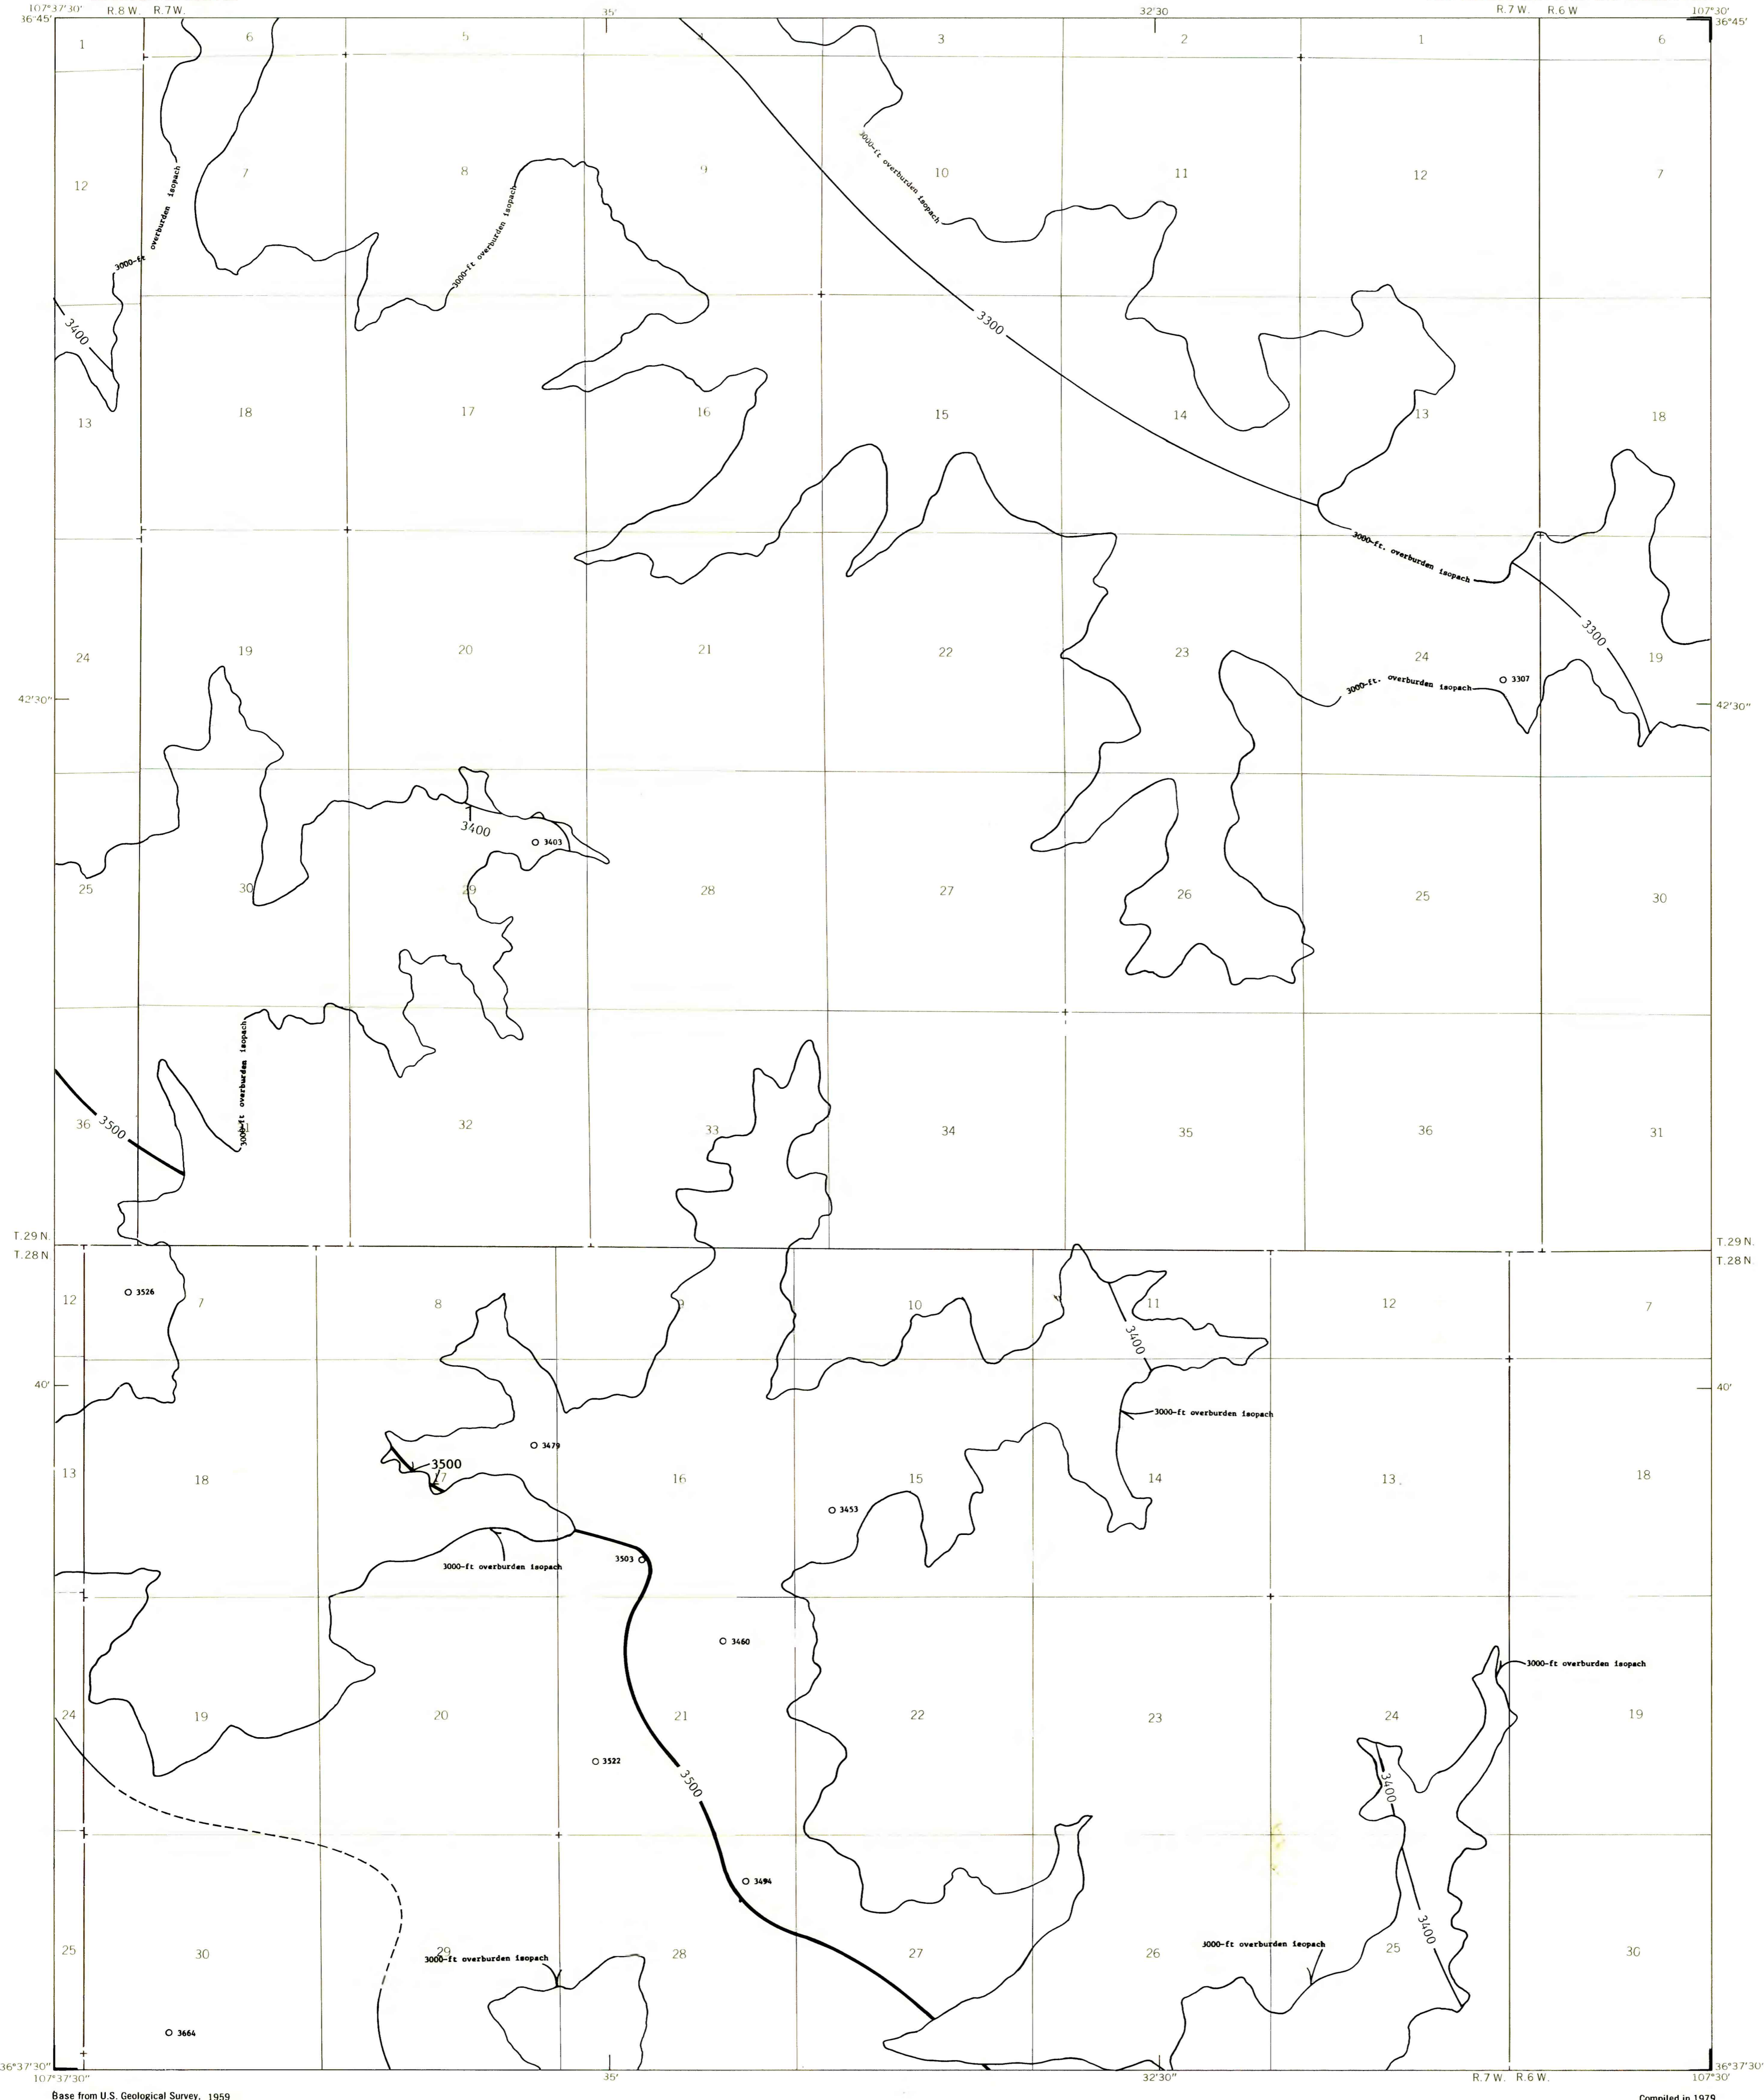 107°37'30" R.8 W. R.7 W. 35' 32'30 R.7 W. R.6 W 107°30'
36°45' 36°45'
1 6 5 4 3 2 1 6
3000-ft overburden isopach
12 7 8 9 10 11 12 7
3000-ft overburden isopach
3000-ft overburden isopach
3400
3300
13 18 17 16 15 14 13 18
3000-ft. overburden isopach
3300
24 19 20 21 22 23 24 19
3000-ft. overburden isopach
3307
42'30" 42'30"
3400
3403
25 30 29 28 27 26 25 30
3000-ft overburden isopach
3500
36 32 33 34 35 36 31
T.29 N. T.29 N.
T.28 N T.28 N.
3526
12 7 8 9 10 11 12 7
3400
40' 40'
3000-ft overburden isopach
3479
3500
13 18 17 16 15 14 13 18
3453
3503
3000-ft overburden isopach
3460
3000-ft overburden isopach
24 19 20 21 22 23 24 19
3522
3500
3400
3494
3400
3000-ft overburden isopach
25 30 29 28 27 26 25 30
3000-ft overburden isopach
3664
36°37'30" 36°37'30"
107°37'30" 35' 32'30" R.7 W. R.6 W. 107°30'
Base from U.S. Geological Survey, 1959 Compiled in 1979